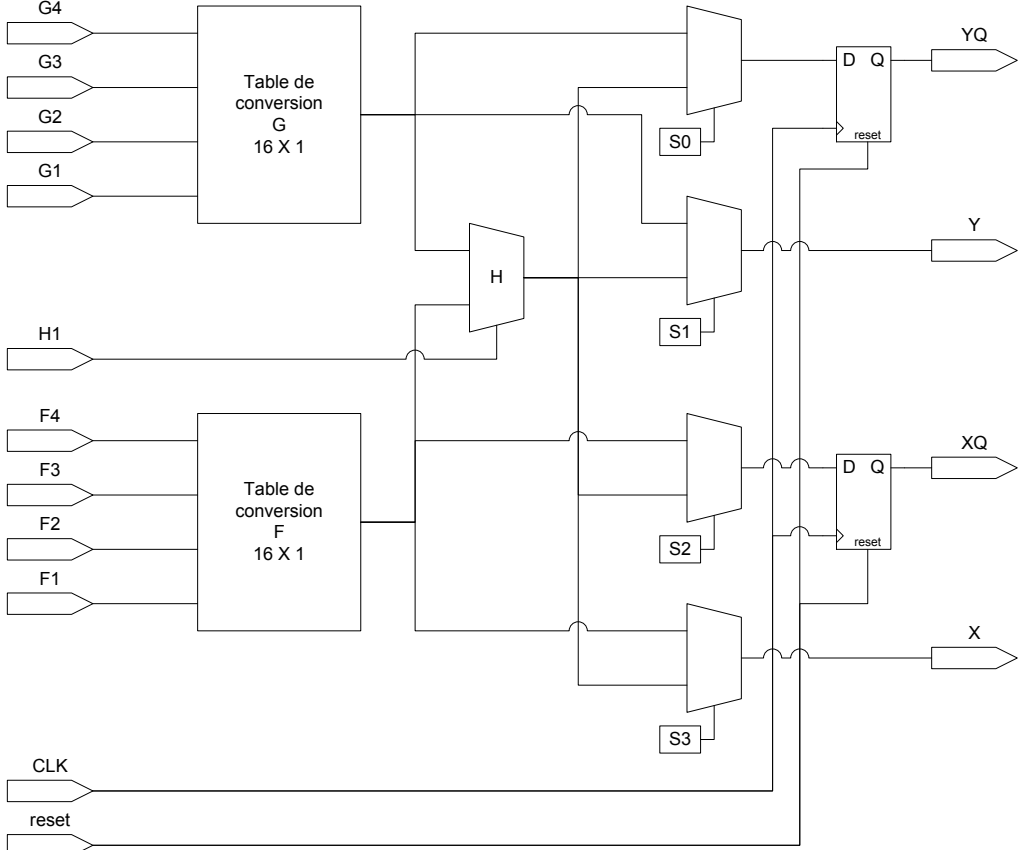 G4
G3
G2
G1
Table de
conversion
G
16 X 1
S0
D Q
reset
YQ
H
S1
Y
H1
F4
F3
F2
F1
Table de
conversion
F
16 X 1
S2
D Q
reset
XQ
S3
X
CLK
reset